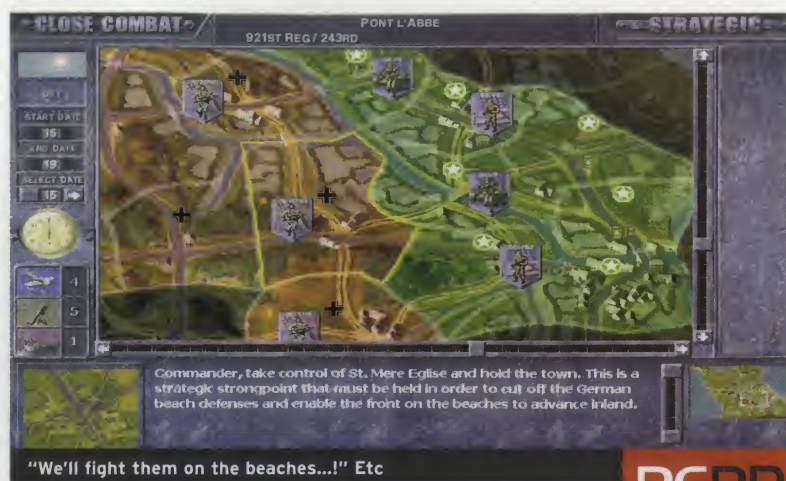 CLOSE COMBAT
PONT L'ABBE
921ST REG / 243RD
STRATEGIC
START DATE
15
END DATE
19
SELECT DATE
15
4
5
1
Commander, take control of St. Mere Eglise and hold the town. This is a
strategic strongpoint that must be held in order to cut off the German
beach defenses and enable the front on the beaches to advance inland.
"We'll fight them on the beaches...!" Etc